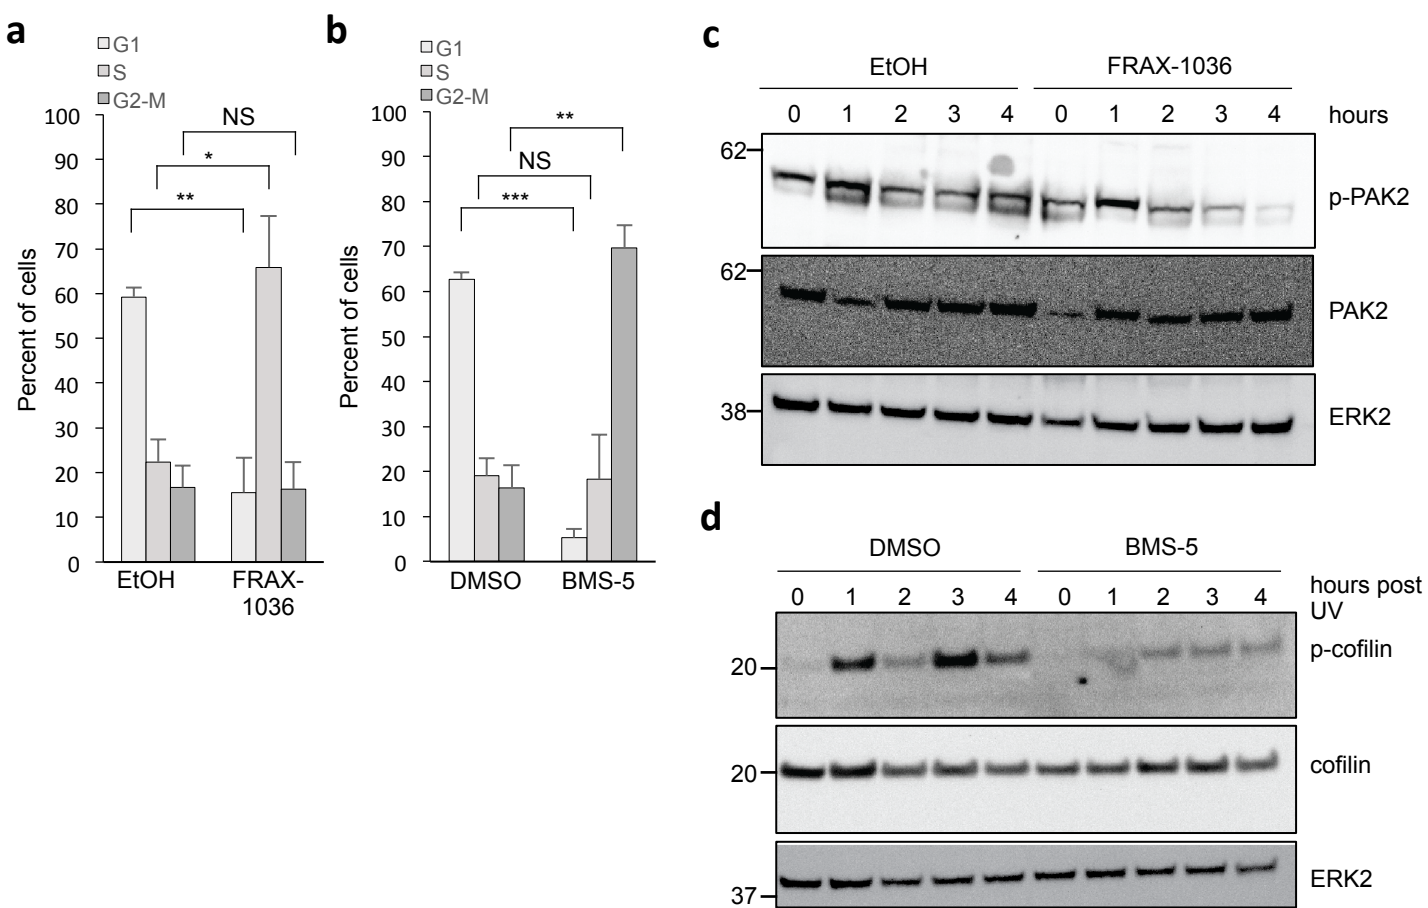 a
G1
S
G2-M
100
90
80
70
60
50
40
30
20
10
0
Percent of cells
NS
*
**
EtOH
FRAX-
1036
b
G1
S
G2-M
100
90
80
70
60
50
40
30
20
10
0
Percent of cells
**
NS
***
DMSO
BMS-5
c
EtOH FRAX-1036
0 1 2 3 4 0 1 2 3 4 hours
62
p-PAK2
62
PAK2
38
ERK2
d
DMSO BMS-5
0 1 2 3 4 0 1 2 3 4 hours post
UV
p-cofilin
20
cofilin
20
ERK2
37